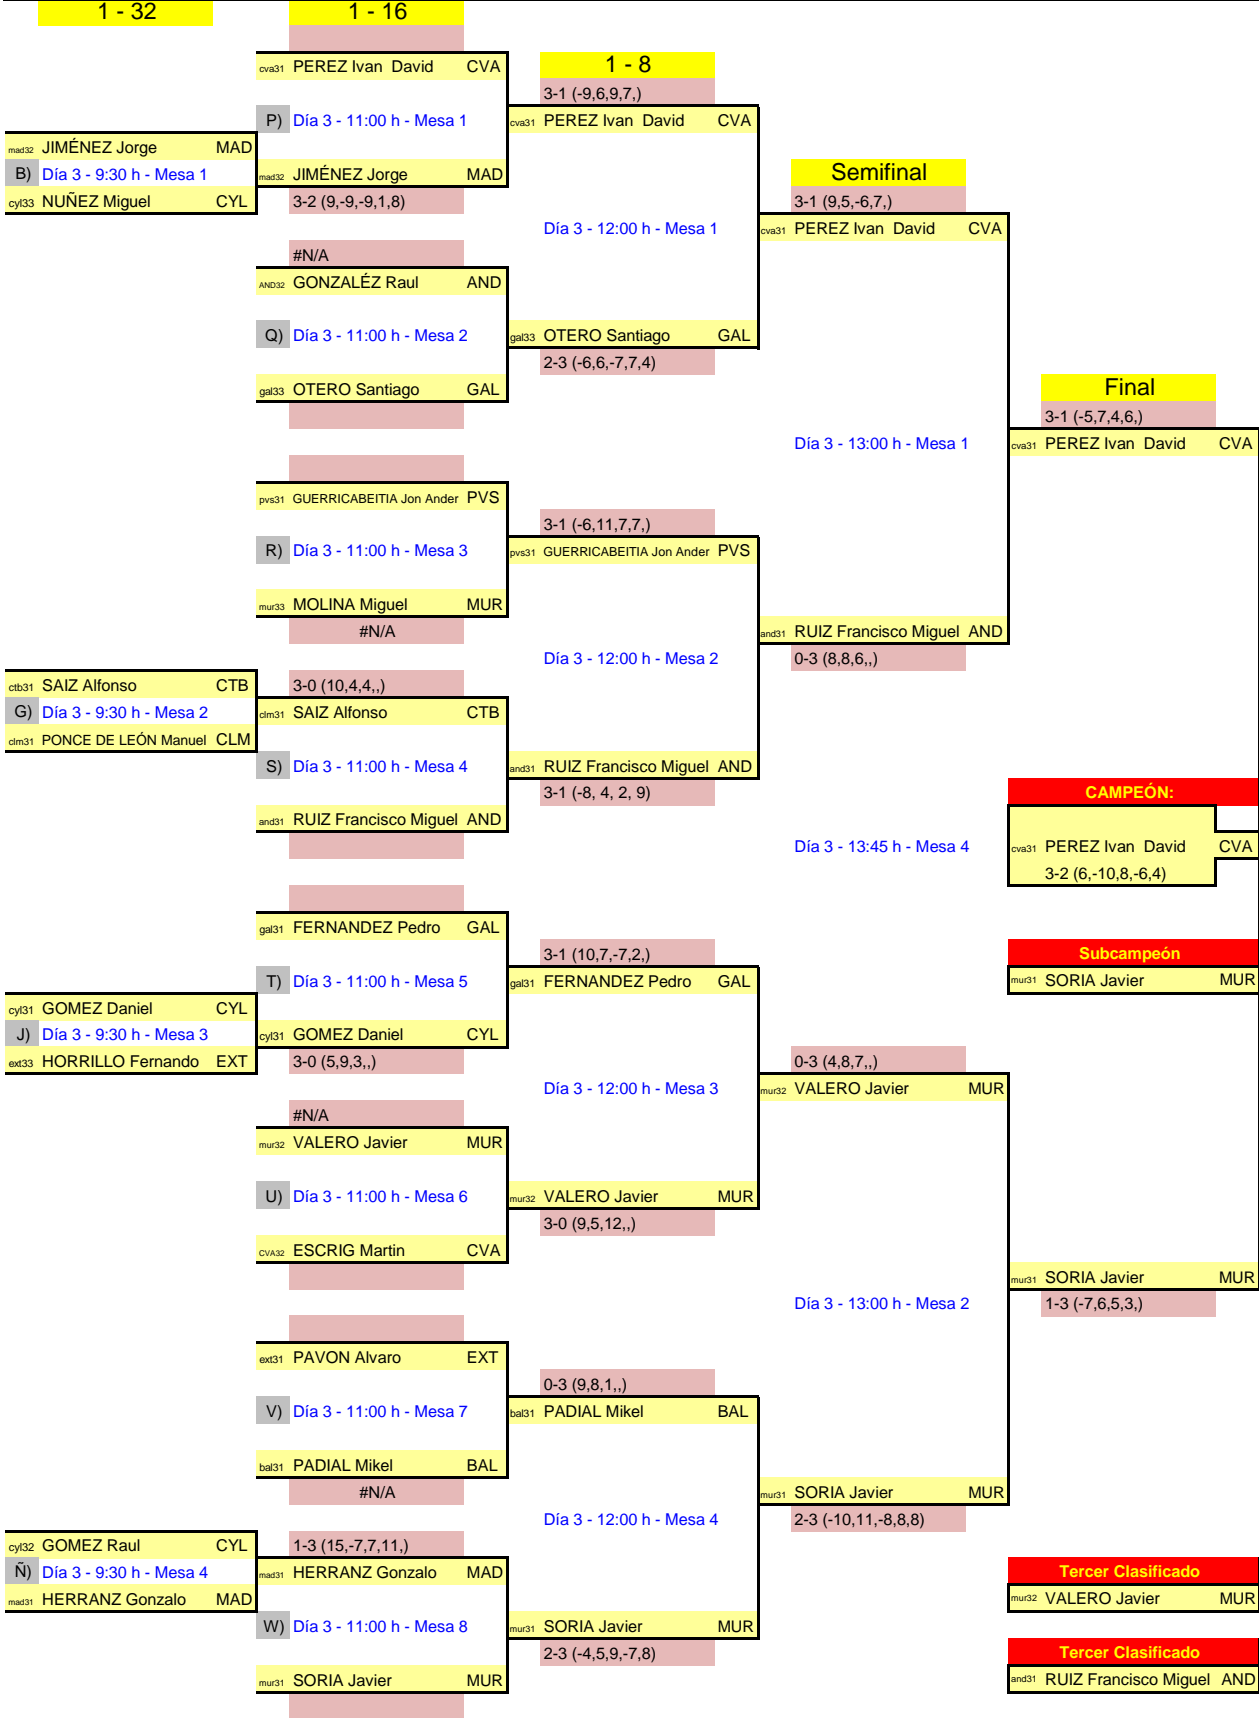 1 - 32
1 - 16
cva31 PEREZ Ivan  David CVA
1 - 8
3-1 (-9,6,9,7,)
P) Día 3 - 11:00 h - Mesa 1
cva31 PEREZ Ivan  David CVA
mad32 JIMÉNEZ Jorge MAD
B) Día 3 - 9:30 h - Mesa 1
mad32 JIMÉNEZ Jorge MAD
Semifinal
cyl33 NUÑEZ Miguel CYL
3-2 (9,-9,-9,1,8)
3-1 (9,5,-6,7,)
Día 3 - 12:00 h - Mesa 1
cva31 PEREZ Ivan  David CVA
#N/A
AND32 GONZALÉZ Raul AND
Q) Día 3 - 11:00 h - Mesa 2
gal33 OTERO Santiago GAL
2-3 (-6,6,-7,7,4)
gal33 OTERO Santiago GAL
Final
3-1 (-5,7,4,6,)
Día 3 - 13:00 h - Mesa 1
cva31 PEREZ Ivan  David CVA
pvs31 GUERRICABEITIA Jon Ander PVS
3-1 (-6,11,7,7,)
R) Día 3 - 11:00 h - Mesa 3
pvs31 GUERRICABEITIA Jon Ander PVS
mur33 MOLINA Miguel MUR
#N/A
and31 RUIZ Francisco Miguel AND
Día 3 - 12:00 h - Mesa 2
0-3 (8,8,6,,)
ctb31 SAIZ Alfonso CTB
3-0 (10,4,4,,)
G) Día 3 - 9:30 h - Mesa 2
clm31 SAIZ Alfonso CTB
clm31 PONCE DE LEÓN Manuel CLM
S) Día 3 - 11:00 h - Mesa 4
and31 RUIZ Francisco Miguel AND
3-1 (-8, 4, 2, 9)
CAMPEÓN:
and31 RUIZ Francisco Miguel AND
Día 3 - 13:45 h - Mesa 4
cva31 PEREZ Ivan  David CVA
3-2 (6,-10,8,-6,4)
gal31 FERNANDEZ Pedro GAL
3-1 (10,7,-7,2,)
Subcampeón
T) Día 3 - 11:00 h - Mesa 5
gal31 FERNANDEZ Pedro GAL
mur31 SORIA Javier MUR
cyl31 GOMEZ Daniel CYL
J) Día 3 - 9:30 h - Mesa 3
cyl31 GOMEZ Daniel CYL
ext33 HORRILLO Fernando EXT
3-0 (5,9,3,,)
0-3 (4,8,7,,)
Día 3 - 12:00 h - Mesa 3
mur32 VALERO Javier MUR
#N/A
mur32 VALERO Javier MUR
U) Día 3 - 11:00 h - Mesa 6
mur32 VALERO Javier MUR
3-0 (9,5,12,,)
CVA32 ESCRIG Martin CVA
mur31 SORIA Javier MUR
Día 3 - 13:00 h - Mesa 2
1-3 (-7,6,5,3,)
ext31 PAVON Alvaro EXT
0-3 (9,8,1,,)
V) Día 3 - 11:00 h - Mesa 7
bal31 PADIAL Mikel BAL
bal31 PADIAL Mikel BAL
#N/A
mur31 SORIA Javier MUR
Día 3 - 12:00 h - Mesa 4
2-3 (-10,11,-8,8,8)
cyl32 GOMEZ Raul CYL
1-3 (15,-7,7,11,)
Ñ) Día 3 - 9:30 h - Mesa 4
mad31 HERRANZ Gonzalo MAD
Tercer Clasificado
mad31 HERRANZ Gonzalo MAD
mur32 VALERO Javier MUR
W) Día 3 - 11:00 h - Mesa 8
mur31 SORIA Javier MUR
2-3 (-4,5,9,-7,8)
Tercer Clasificado
mur31 SORIA Javier MUR
and31 RUIZ Francisco Miguel AND